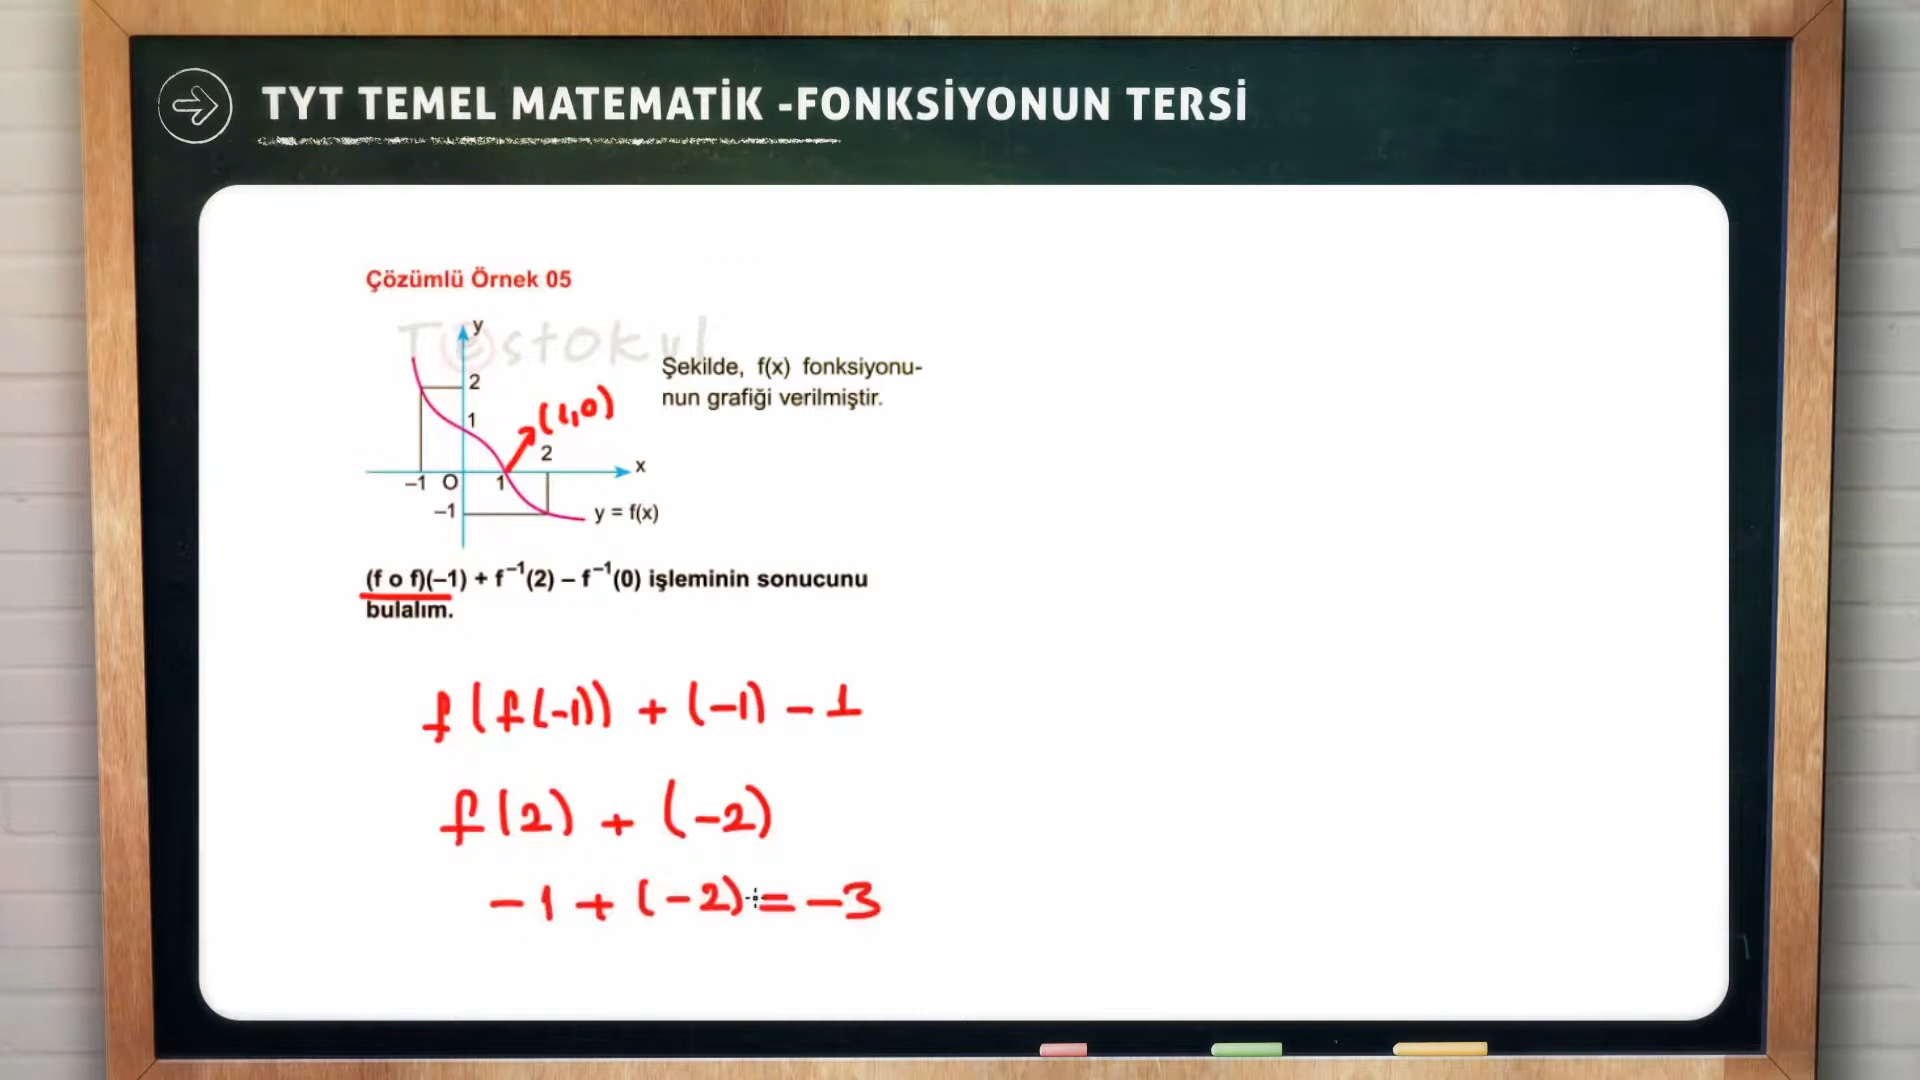 TYT TEMEL MATEMATİK -FONKSİYONUN TERSİ
Çözümlü Örnek 05
Testokul
y
2
1
(1,0)
2
x
-1 O 1
-1
y = f(x)
Şekilde, f(x) fonksiyonu-
nun grafiği verilmiştir.
(f o f)(–1) + f⁻¹(2) – f⁻¹(0) işleminin sonucunu
bulalım.
f(f(-1)) + (-1) - 1
f(2) + (-2)
-1 + (-2) = -3